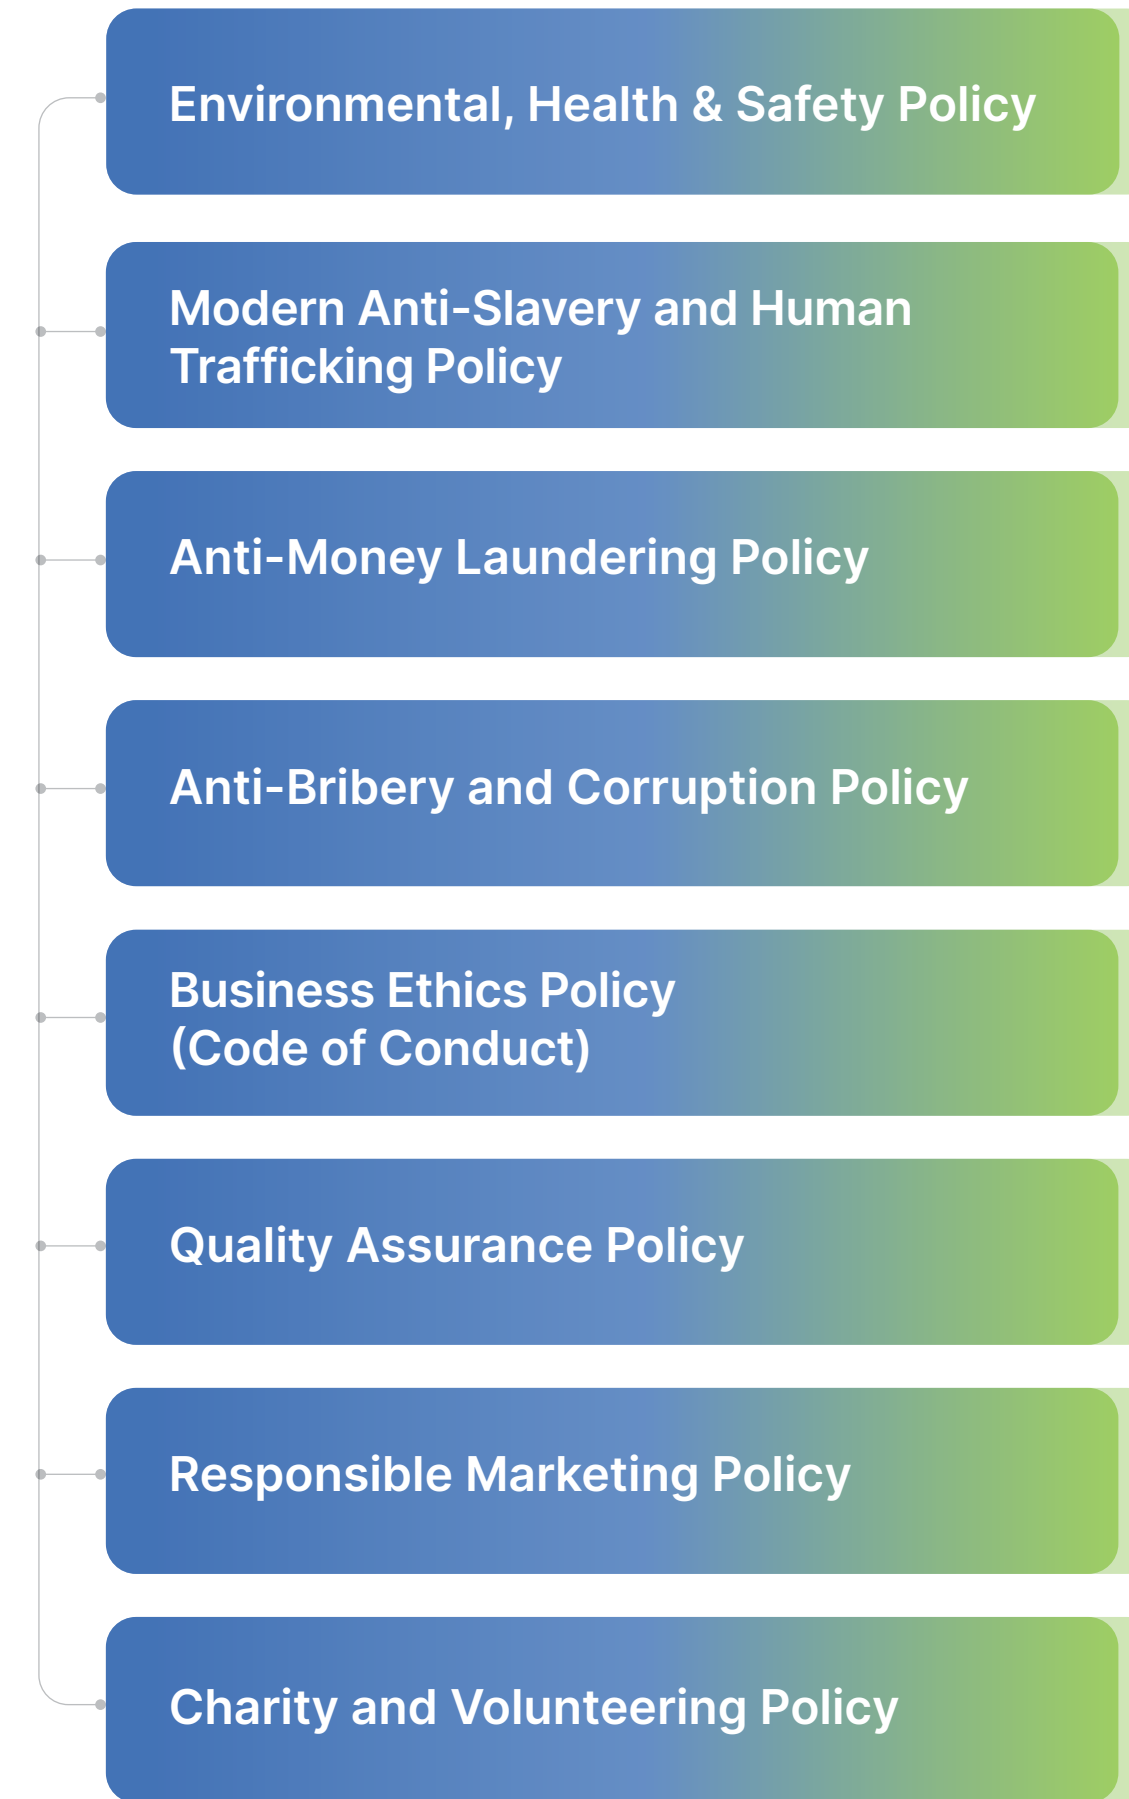 Environmental, Health & Safety Policy
Modern Anti-Slavery and Human
Trafficking Policy
Anti-Money Laundering Policy
Anti-Bribery and Corruption Policy
Business Ethics Policy
(Code of Conduct)
Quality Assurance Policy
Responsible Marketing Policy
Charity and Volunteering Policy